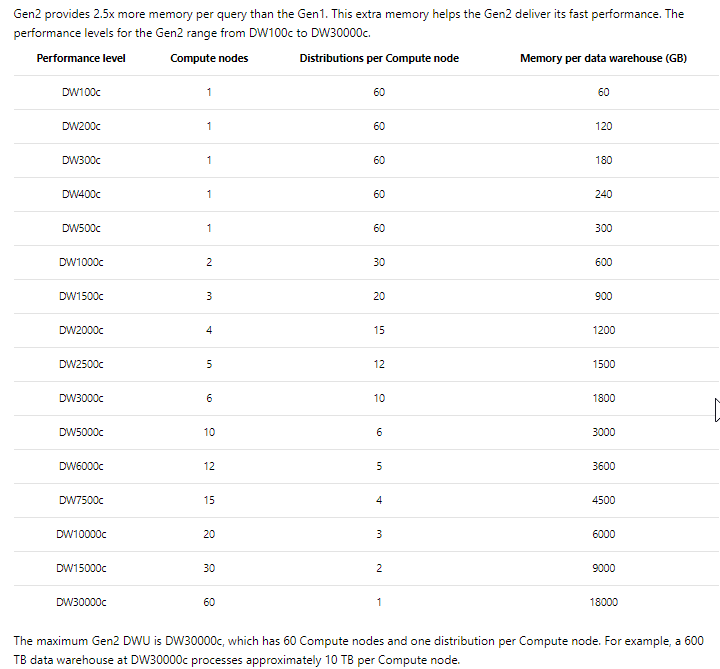 Gen2 provides 2.5x more memory per query than the Gen1. This extra memory helps the Gen2 deliver its fast performance. The
performance levels for the Gen2 range from DW100c to DW30000c.
Performance level Compute nodes Distributions per Compute node Memory per data warehouse (GB)
DW100c 1 60 60
DW200c 1 60 120
DW300c 1 60 180
DW400c 1 60 240
DW500c 1 60 300
DW1000c 2 30 600
DW1500c 3 20 900
DW2000c 4 15 1200
DW2500c 5 12 1500
DW3000c 6 10 1800
DW5000c 10 6 3000
DW6000c 12 5 3600
DW7500c 15 4 4500
DW10000c 20 3 6000
DW15000c 30 2 9000
DW30000c 60 1 18000
The maximum Gen2 DWU is DW30000c, which has 60 Compute nodes and one distribution per Compute node. For example, a 600
TB data warehouse at DW30000c processes approximately 10 TB per Compute node.